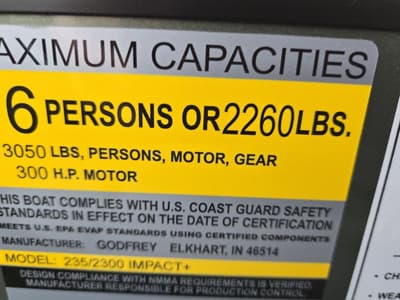 MAXIMUM CAPACITIES
6 PERSONS OR 2260 LBS.
3050 LBS, PERSONS, MOTOR, GEAR
300 H.P. MOTOR
THIS BOAT COMPLIES WITH U.S. COAST GUARD SAFETY
STANDARDS IN EFFECT ON THE DATE OF CERTIFICATION
MEETS U.S. EPA EVAP STANDARDS USING CERTIFIED COMPONENTS
MANUFACTURER: GODFREY ELKHART, IN 46514
MODEL: 235/2300 IMPACT+
DESIGN COMPLIANCE WITH NMMA REQUIREMENTS IS VERIFIED.
MANUFACTURER RESPONSIBLE FOR PRODUCTION CONTROL